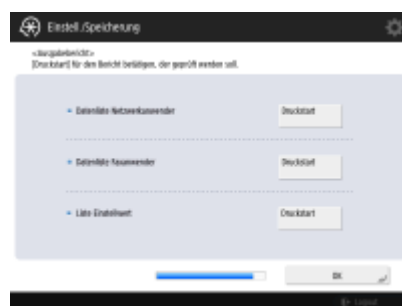 Einstell./Speicherung
<Ausgabebericht>
[Druckstart] für den Bericht betätigen, der geprüft werden soll.
Datenliste Netzwerkanwender
Druckstart
Datenliste Faxanwender
Druckstart
Liste Einstellwert
Druckstart
OK
Logout